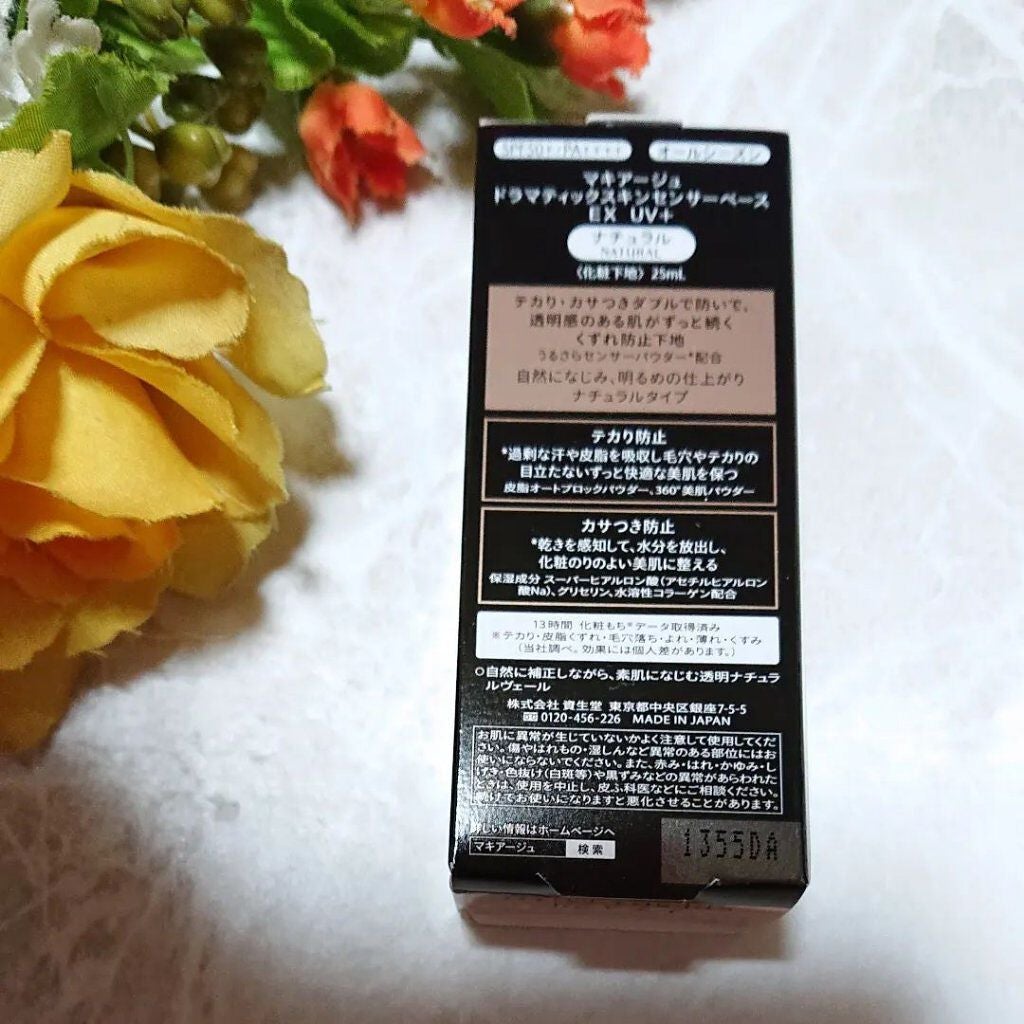 SPF50+・PA++++ オールシーズン
マキアージュ
ドラマティックスキンセンサーベース
EX UV+
ナチュラル
NATURAL
〈化粧下地〉 25mL
テカリ・カサつきダブルで防いで、
透明感のある肌がずっと続く
くずれ防止下地
うるさらセンサーパウダー*配合
自然になじみ、明るめの仕上がり
ナチュラルタイプ
テカリ防止
*過剰な汗や皮脂を吸収し毛穴やテカリの
目立たないずっと快適な美肌を保つ
皮脂オートブロックパウダー、360°美肌パウダー
カサつき防止
*乾きを感知して、水分を放出し、
化粧のりのよい美肌に整える
保湿成分 スーパーヒアルロン酸（アセチルヒアルロン
酸Na）、グリセリン、水溶性コラーゲン配合
13時間 化粧もち※データ取得済み
※テカリ・皮脂くずれ・毛穴落ち・よれ・薄れ・くすみ
（当社調べ。効果には個人差があります。）
○自然に補正しながら、素肌になじむ透明ナチュラ
ルヴェール
株式会社 資生堂 東京都中央区銀座7-5-5
0120-456-226 MADE IN JAPAN
お肌に異常が生じていないかよく注意して使用してくだ
さい。傷やはれもの・湿しんなど異常のある部位にはお
使いにならないでください。また、赤み・はれ・かゆみ・し
げき・色抜け(白斑等)や黒ずみなどの異常があらわれた
ときは、使用を中止し、皮ふ科医などにご相談ください。
続けてお使いになりますと悪化させることがあります。
詳しい情報はホームページへ
マキアージュ 検索
1355DA